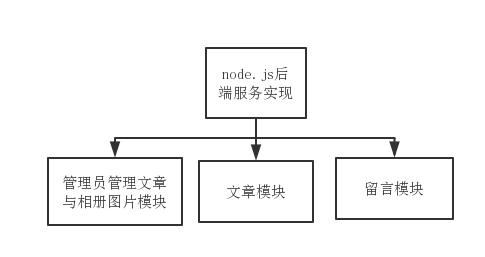 node.js后
端服务实现
管理员管理文章
与相册图片模块
文章模块
留言模块